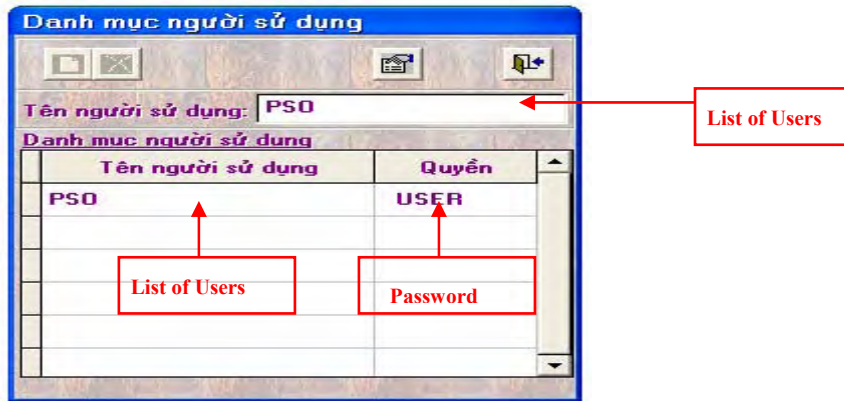 Danh mục người sử dụng
Tên người sử dụng: PSO
List of Users
Danh mục người sử dụng
Tên người sử dụng Quyền
PSO USER
List of Users
Password